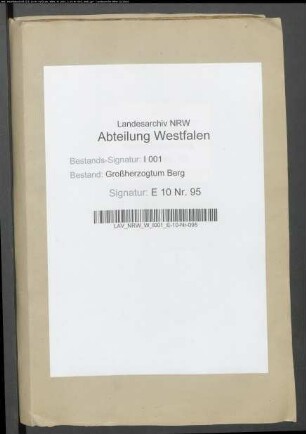 Landesarchiv NRW
Abteilung Westfalen
Bestands-Signatur: I 001
Bestand: Großherzogtum Berg
Signatur: E 10 Nr. 95
LAV_NRW_W_I001_E-10-Nr-095